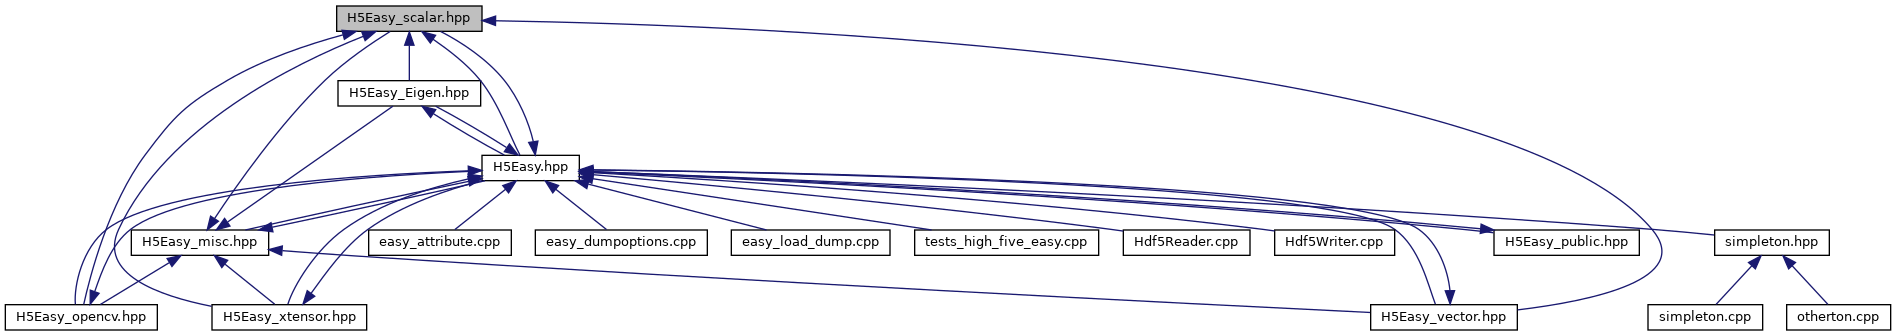 H5Easy_scalar.hpp
H5Easy_Eigen.hpp
H5Easy.hpp
H5Easy_misc.hpp
easy_attribute.cpp
easy_dumpoptions.cpp
easy_load_dump.cpp
tests_high_five_easy.cpp
Hdf5Reader.cpp
Hdf5Writer.cpp
H5Easy_public.hpp
simpleton.hpp
H5Easy_opencv.hpp
H5Easy_xtensor.hpp
H5Easy_vector.hpp
simpleton.cpp
otherton.cpp